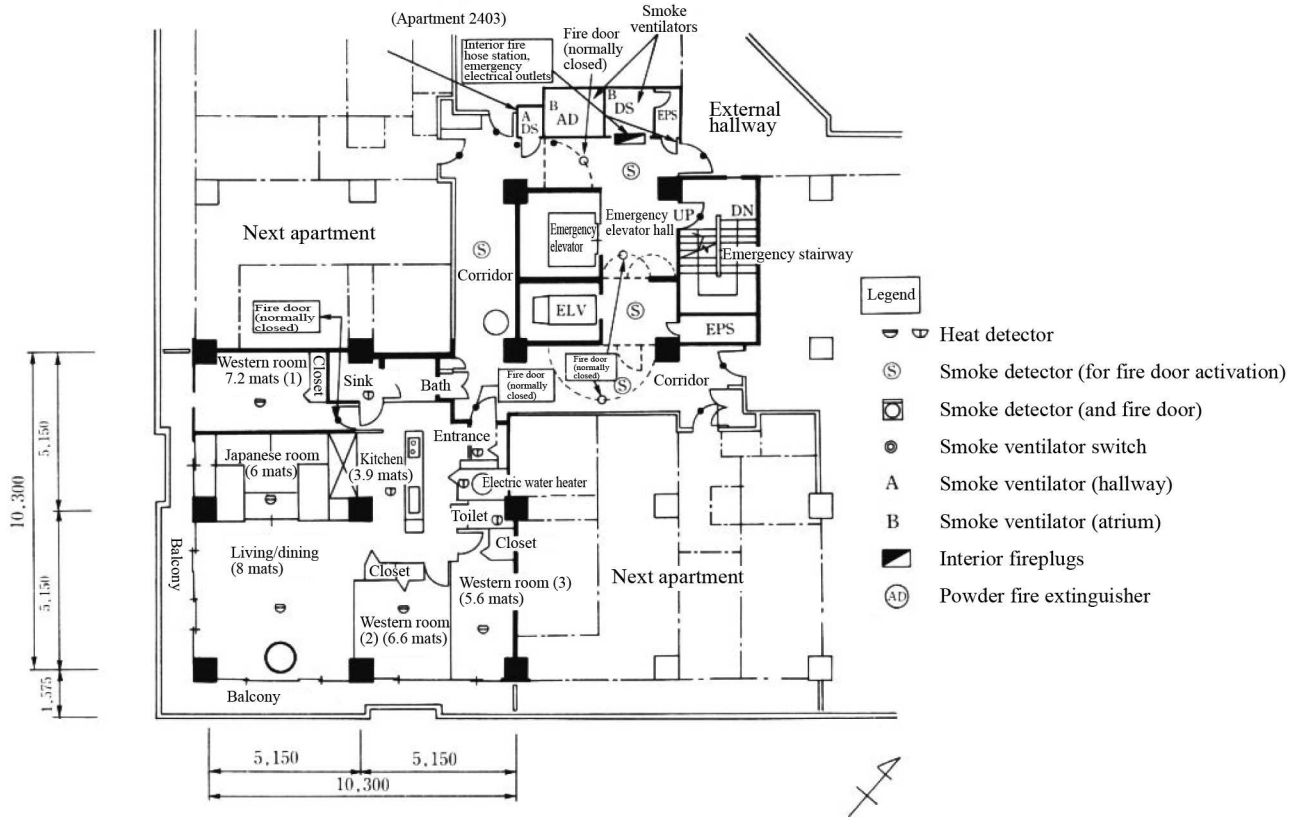 (Apartment 2403)
Smoke
ventilators
Fire door
(normally
closed)
Interior fire
hose station,
emergency
electrical outlets
External
hallway
B
AD
B
DS
EPS
A
DS
S
Next apartment
Emergency
elevator
Emergency
elevator hall
UP
DN
Emergency stairway
S
Corridor
ELV
S
EPS
Fire door
(normally
closed)
Fire door
(normally
closed)
S
Corridor
Fire door
(normally
closed)
Western room
7.2 mats (1)
Closet
Sink
Bath
Entrance
Japanese room
(6 mats)
Kitchen
(3.9 mats)
Electric water heater
Toilet
Closet
Balcony
Living/dining
(8 mats)
Closet
Western room (3)
(5.6 mats)
Western room
(2) (6.6 mats)
Next apartment
Balcony
10,300
5,150
5,150
1,575
5,150
5,150
10,300
Legend
Heat detector
S
Smoke detector (for fire door activation)
Smoke detector (and fire door)
Smoke ventilator switch
A
Smoke ventilator (hallway)
B
Smoke ventilator (atrium)
Interior fireplugs
AD
Powder fire extinguisher